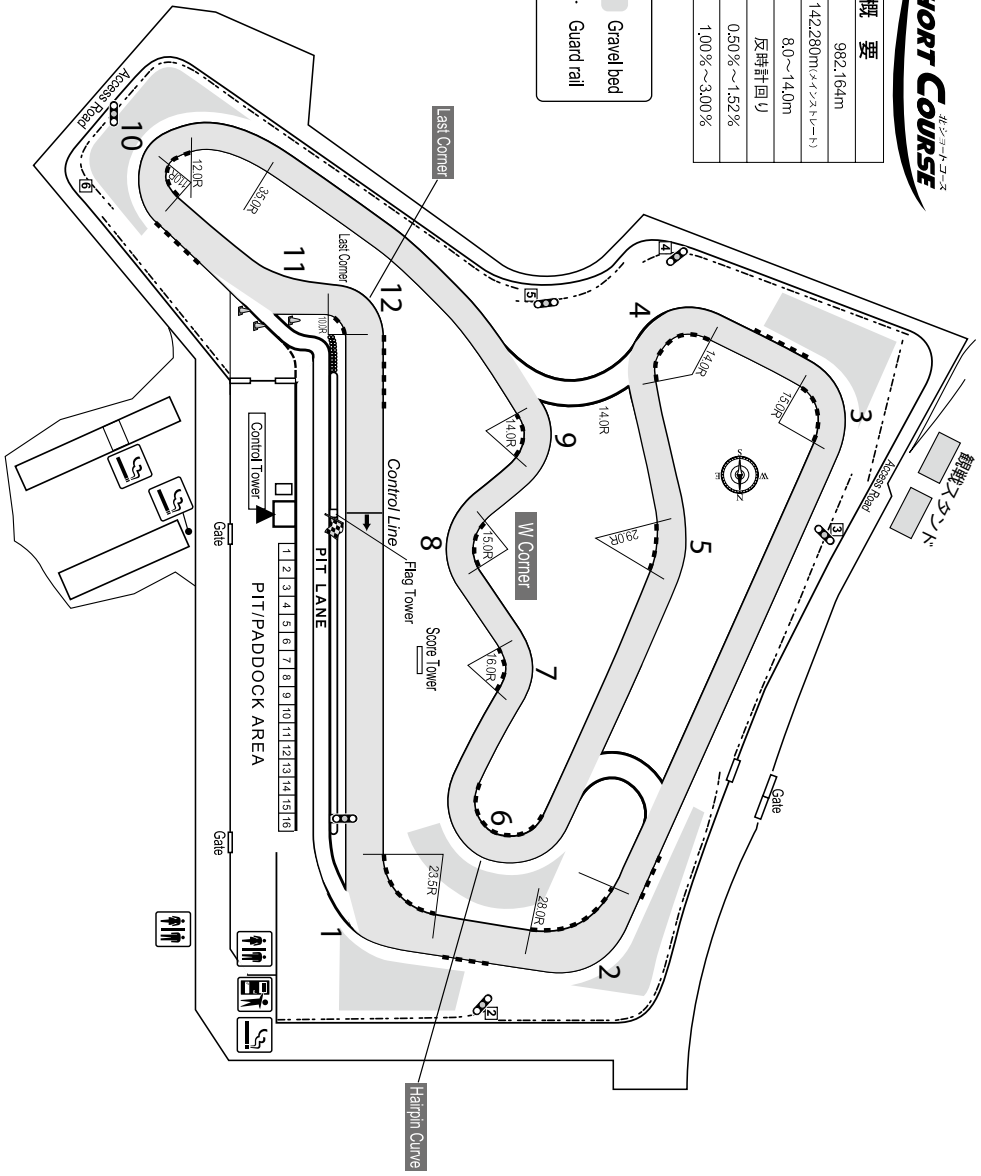 HORT COURSE
北ショートコース
概 要
982.164m
142.280m(メインストレート)
8.0～14.0m
反時計回り
0.50%～1.52%
1.00%～3.00%
Gravel bed
Guard rail
Access Road
10
6
12.0R
11.0R
35.0R
Last Corner
11
Last Corner
12
10.0R
4
5
4
14.0R
14.0R
9
14.0R
3
15.0R
S
W
E
N
Access Road
3
観戦スタンド
5
29.0R
W Corner
8
15.0R
7
16.0R
Control Line
Flag Tower
Score Tower
Control Tower
Gate
PIT LANE
1 2 3 4 5 6 7 8 9 10 11 12 13 14 15 16
PIT/PADDOCK AREA
Gate
6
Gate
23.5R
28.0R
1
2
2
Hairpin Curve